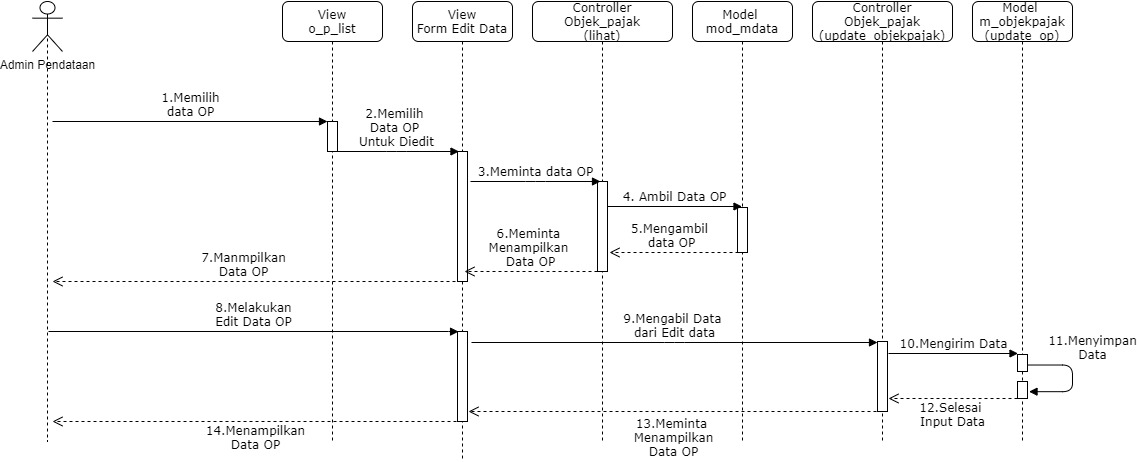 Admin Pendataan
View
o_p_list
View
Form Edit Data
Controller
Objek_pajak
(lihat)
Model
mod_mdata
Controller
Objek_pajak
(update_objekpajak)
Model
m_objekpajak
(update_op)
1.Memilih
data OP
2.Memilih
Data OP
Untuk Diedit
3.Meminta data OP
4. Ambil Data OP
5.Mengambil
data OP
6.Meminta
Menampilkan
Data OP
7.Manmpilkan
Data OP
8.Melakukan
Edit Data OP
9.Mengabil Data
dari Edit data
10.Mengirim Data
11.Menyimpan
Data
12.Selesai
Input Data
13.Meminta
Menampilkan
Data OP
14.Menampilkan
Data OP